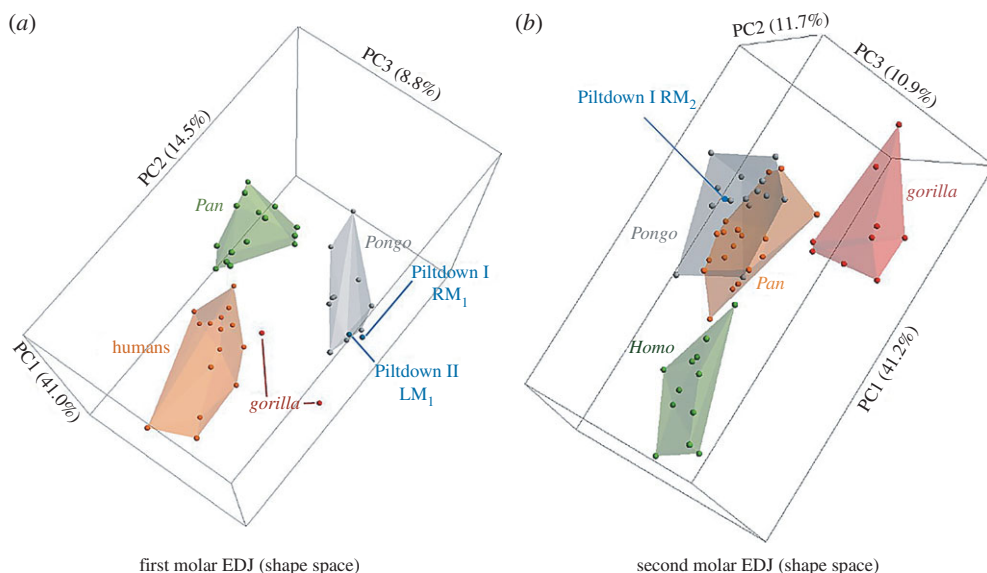 (a)
PC3 (8.8%)
PC2 (14.5%)
Pan
Pongo
Piltdown I
RM1
humans
Piltdown II
LM1
PC1 (41.0%)
gorilla
first molar EDJ (shape space)
(b)
PC2 (11.7%)
PC3 (10.9%)
Piltdown I RM2
gorilla
Pongo
Pan
Homo
PC1 (41.2%)
second molar EDJ (shape space)